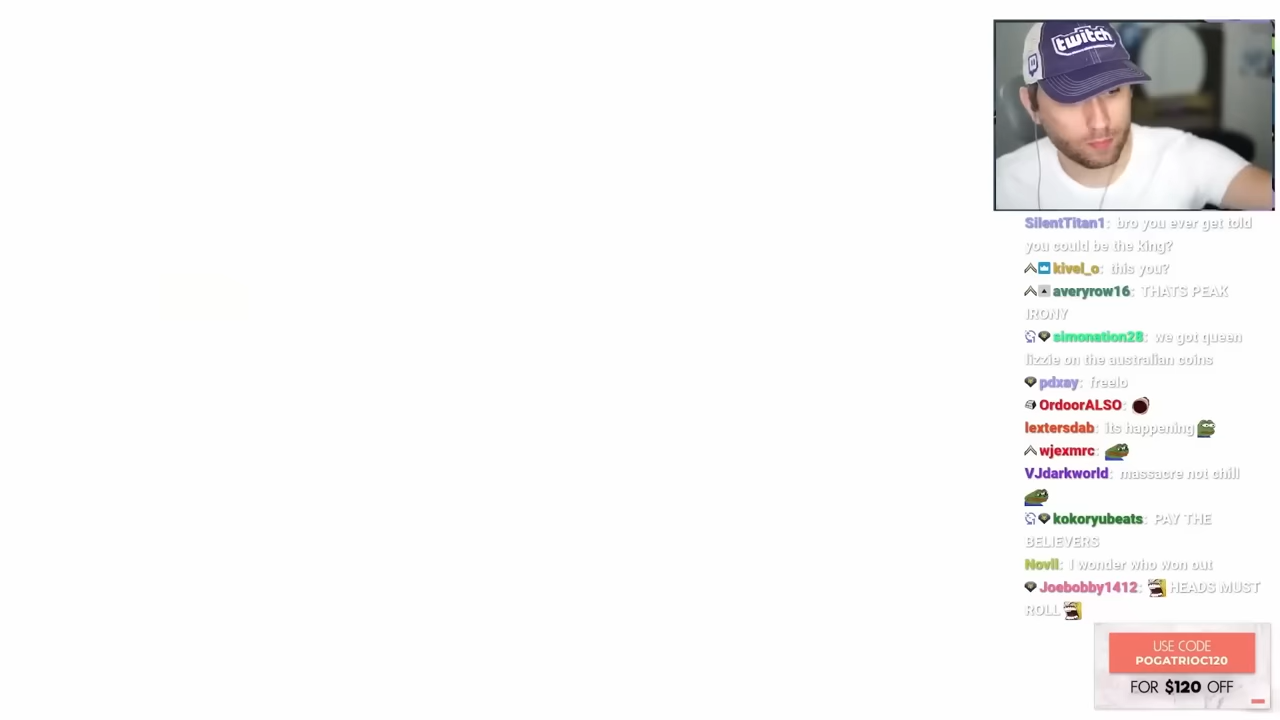 twitch
SilentTitan1: bro you ever get told
you could be the king?
kivel_o: this you?
averyrow16: THATS PEAK
IRONY
simonation28: we got queen
lizzie on the australian coins
pdxay: freelo
OrdoorALSO:
lextersdab: its happening
wjexmrc:
VJdarkworld: massacre not chill
kokoryubeats: PAY THE
BELIEVERS
Novil: I wonder who won out
Joebobby1412: HEADS MUST
ROLL
USE CODE
POGATRIOC120
FOR $120 OFF